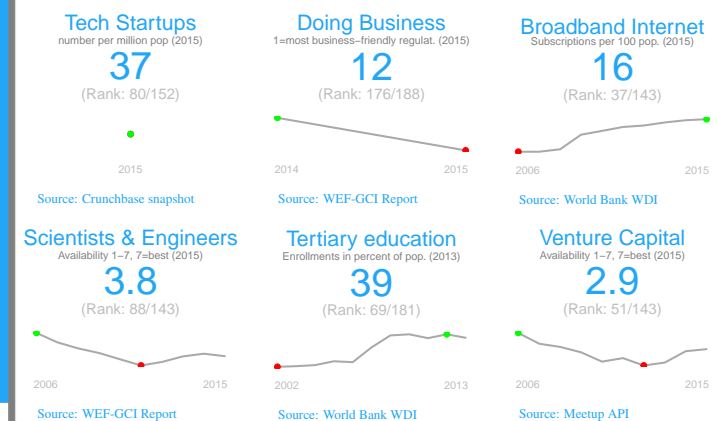 Tech Startups
number per million pop (2015)
37
(Rank: 80/152)
2015
Source: Crunchbase snapshot
Doing Business
1=most business−friendly regulat. (2015)
12
(Rank: 176/188)
2014 2015
Source: WEF-GCI Report
Broadband Internet
Subscriptions per 100 pop. (2015)
16
(Rank: 37/143)
2006 2015
Source: World Bank WDI
Scientists & Engineers
Availability 1−7, 7=best (2015)
3.8
(Rank: 88/143)
2006 2015
Source: WEF-GCI Report
Tertiary education
Enrollments in percent of pop. (2013)
39
(Rank: 69/181)
2002 2013
Source: World Bank WDI
Venture Capital
Availability 1−7, 7=best (2015)
2.9
(Rank: 51/143)
2006 2015
Source: Meetup API